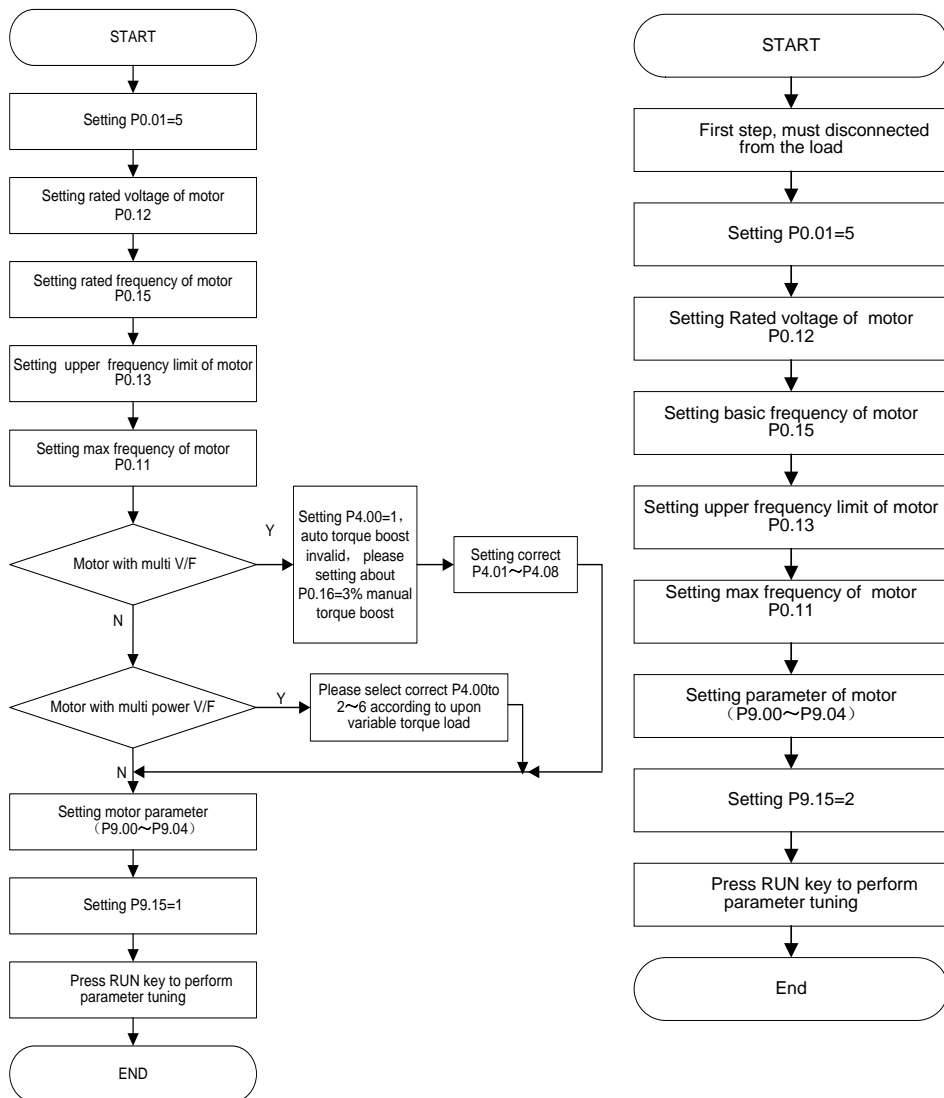 START
Setting P0.01=5
Setting rated voltage of motor
P0.12
Setting rated frequency of motor
P0.15
Setting upper frequency limit of motor
P0.13
Setting max frequency of motor
P0.11
Motor with multi V/F
Y
Setting P4.00=1，
auto torque boost
invalid， please
setting about
P0.16=3% manual
torque boost
Setting correct
P4.01～P4.08
N
Motor with multi power V/F
Y
Please select correct P4.00to
2～6 according to upon
variable torque load
N
Setting motor parameter
（P9.00～P9.04）
Setting P9.15=1
Press RUN key to perform
parameter tuning
END
START
First step, must disconnected
from the load
Setting P0.01=5
Setting Rated voltage of motor
P0.12
Setting basic frequency of motor
P0.15
Setting upper frequency limit of motor
P0.13
Setting max frequency of motor
P0.11
Setting parameter of motor
（P9.00～P9.04）
Setting P9.15=2
Press RUN key to perform
parameter tuning
End